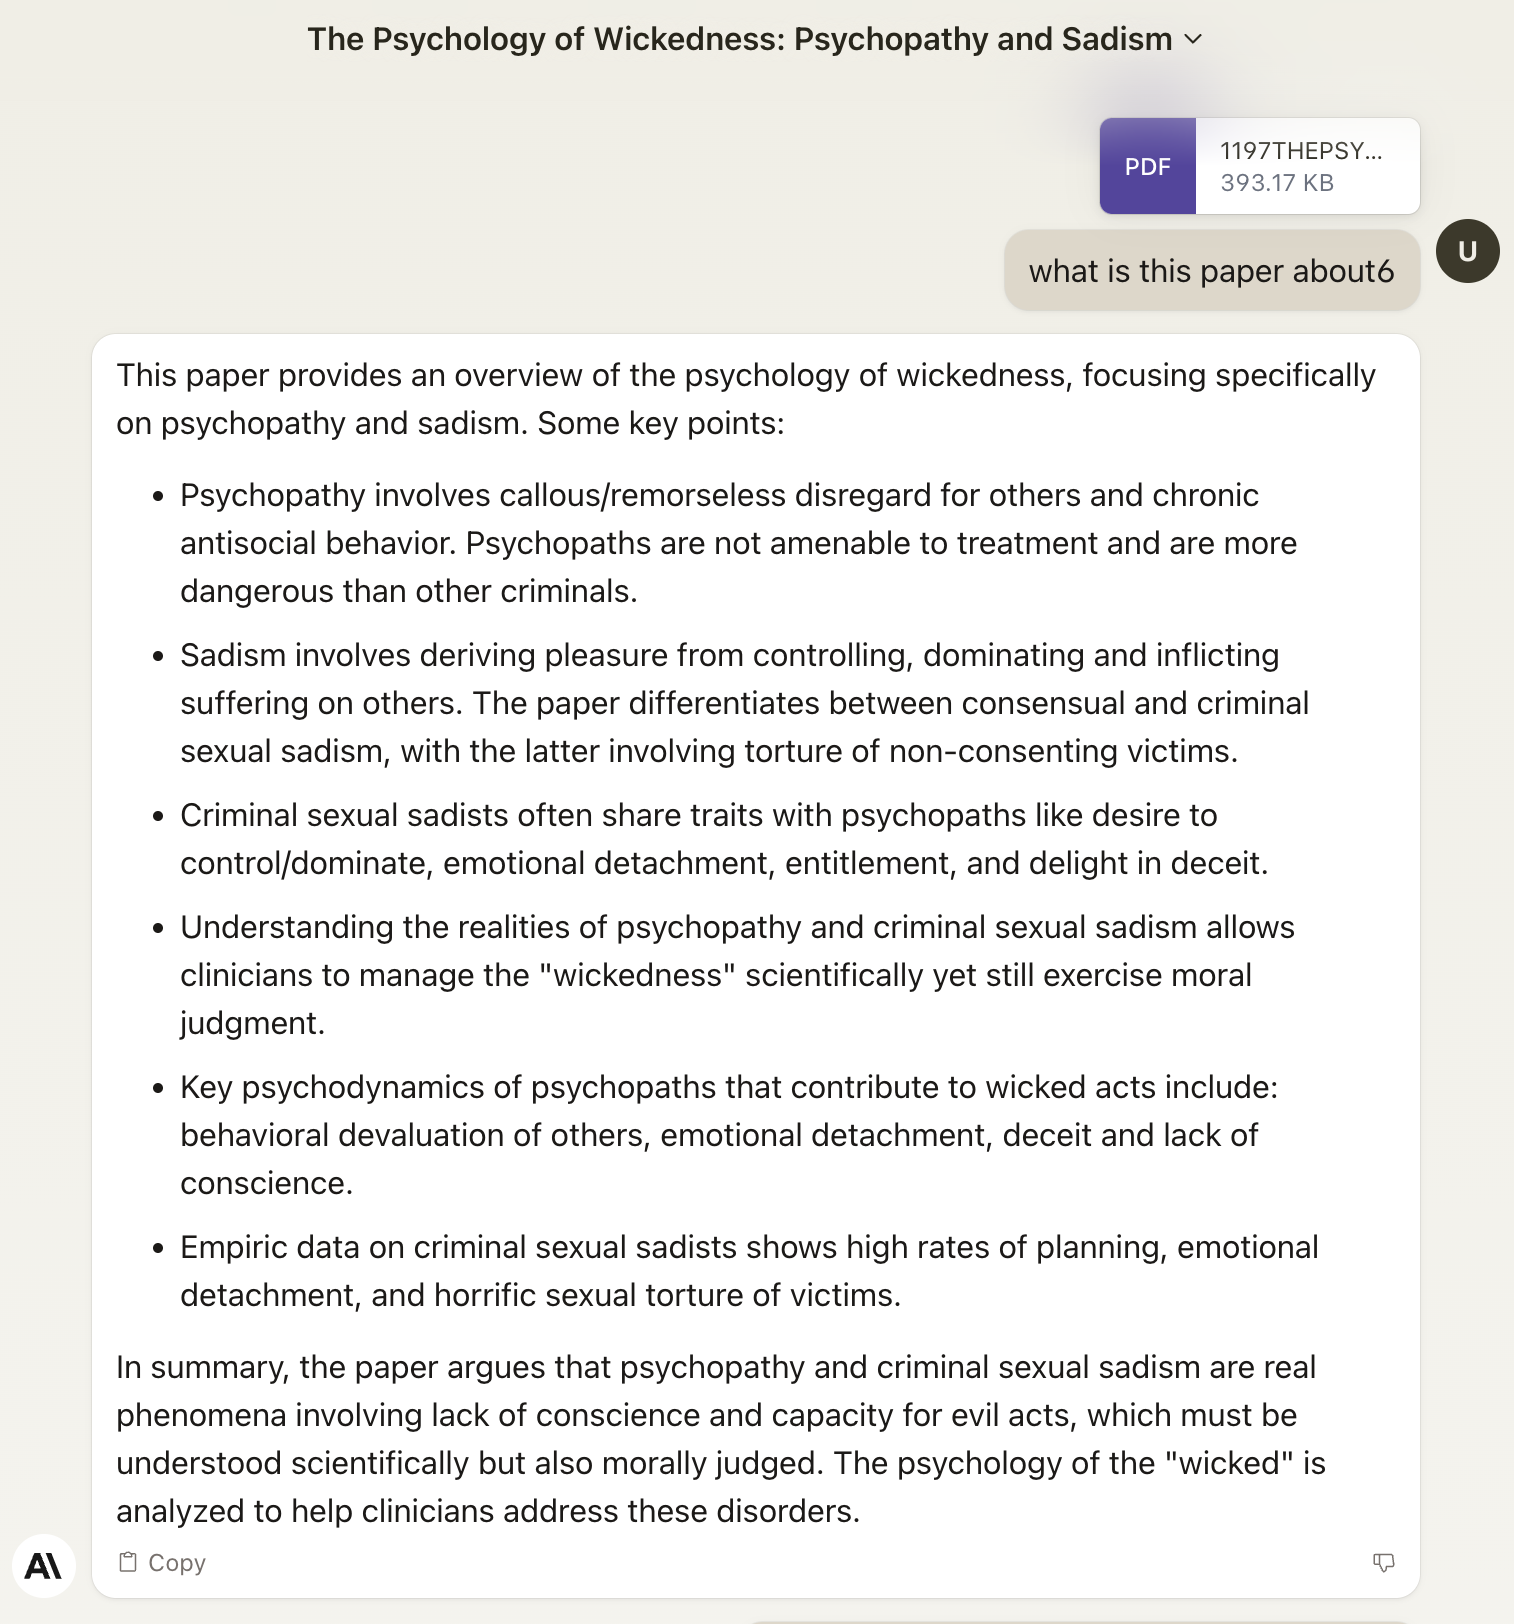 The Psychology of Wickedness: Psychopathy and Sadism
PDF
1197THEPSY...
393.17 KB
what is this paper about6
U
This paper provides an overview of the psychology of wickedness, focusing specifically
on psychopathy and sadism. Some key points:
• Psychopathy involves callous/remorseless disregard for others and chronic
antisocial behavior. Psychopaths are not amenable to treatment and are more
dangerous than other criminals.
• Sadism involves deriving pleasure from controlling, dominating and inflicting
suffering on others. The paper differentiates between consensual and criminal
sexual sadism, with the latter involving torture of non-consenting victims.
• Criminal sexual sadists often share traits with psychopaths like desire to
control/dominate, emotional detachment, entitlement, and delight in deceit.
• Understanding the realities of psychopathy and criminal sexual sadism allows
clinicians to manage the "wickedness" scientifically yet still exercise moral
judgment.
• Key psychodynamics of psychopaths that contribute to wicked acts include:
behavioral devaluation of others, emotional detachment, deceit and lack of
conscience.
• Empiric data on criminal sexual sadists shows high rates of planning, emotional
detachment, and horrific sexual torture of victims.
In summary, the paper argues that psychopathy and criminal sexual sadism are real
phenomena involving lack of conscience and capacity for evil acts, which must be
understood scientifically but also morally judged. The psychology of the "wicked" is
analyzed to help clinicians address these disorders.
A\
Copy